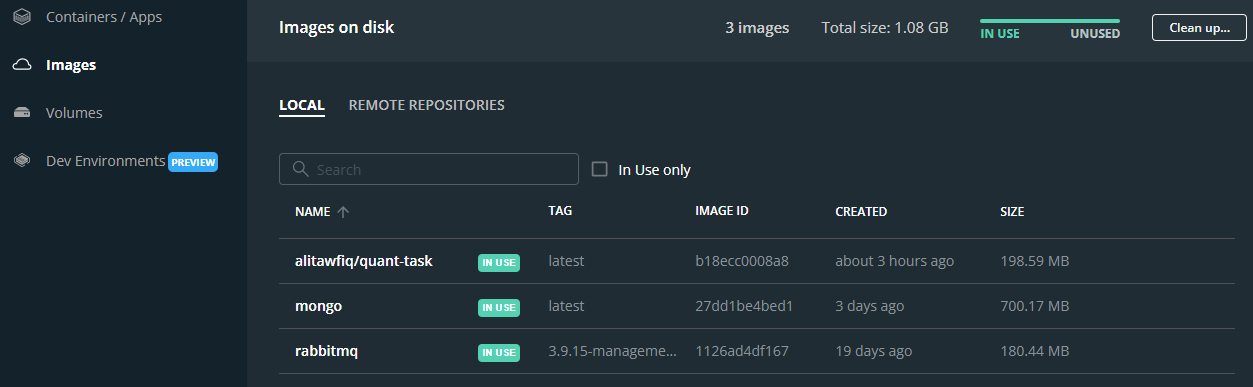 Containers / Apps
Images
Volumes
Dev Environments PREVIEW
Images on disk 3 images Total size: 1.08 GB IN USE UNUSED Clean up...
LOCAL REMOTE REPOSITORIES
Search In Use only
NAME TAG IMAGE ID CREATED SIZE
alitawfiq/quant-task IN USE latest b18ecc0008a8 about 3 hours ago 198.59 MB
mongo IN USE latest 27dd1be4bed1 3 days ago 700.17 MB
rabbitmq IN USE 3.9.15-manageme... 1126ad4df167 19 days ago 180.44 MB